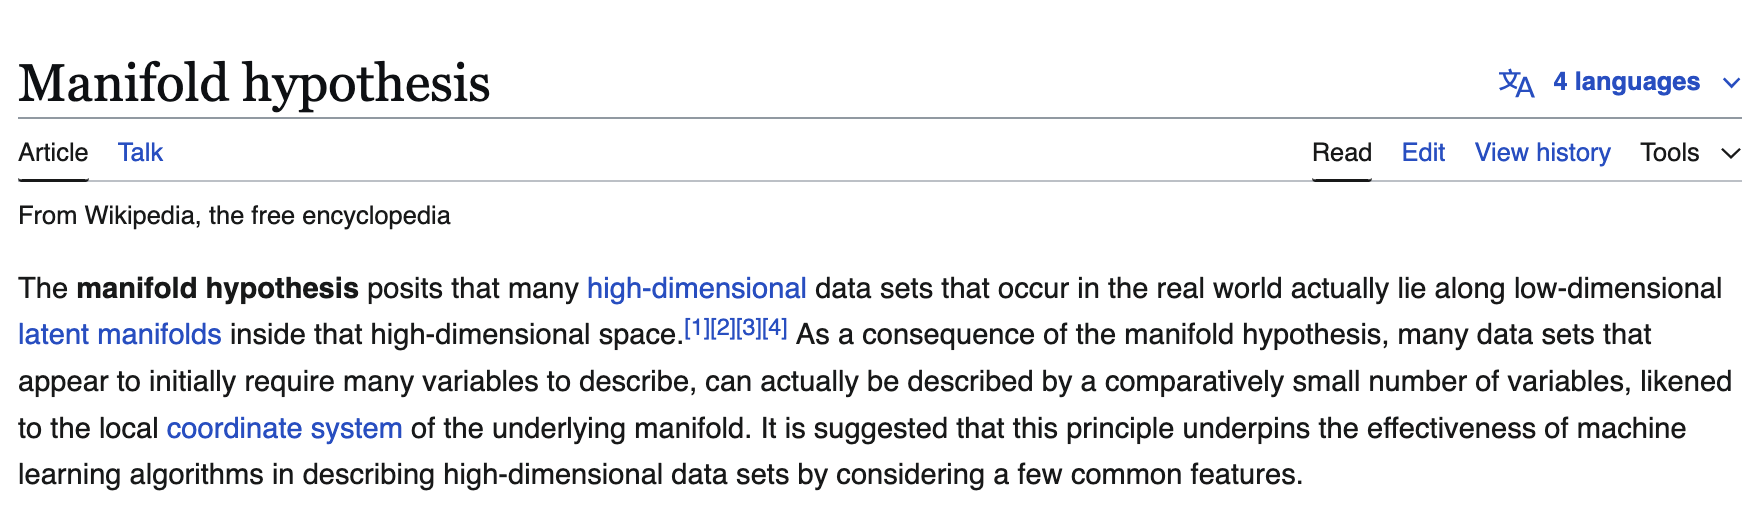 Manifold hypothesis
文A 4 languages
Article Talk Read Edit View history Tools
From Wikipedia, the free encyclopedia
The manifold hypothesis posits that many high-dimensional data sets that occur in the real world actually lie along low-dimensional
latent manifolds inside that high-dimensional space.[1][2][3][4] As a consequence of the manifold hypothesis, many data sets that
appear to initially require many variables to describe, can actually be described by a comparatively small number of variables, likened
to the local coordinate system of the underlying manifold. It is suggested that this principle underpins the effectiveness of machine
learning algorithms in describing high-dimensional data sets by considering a few common features.